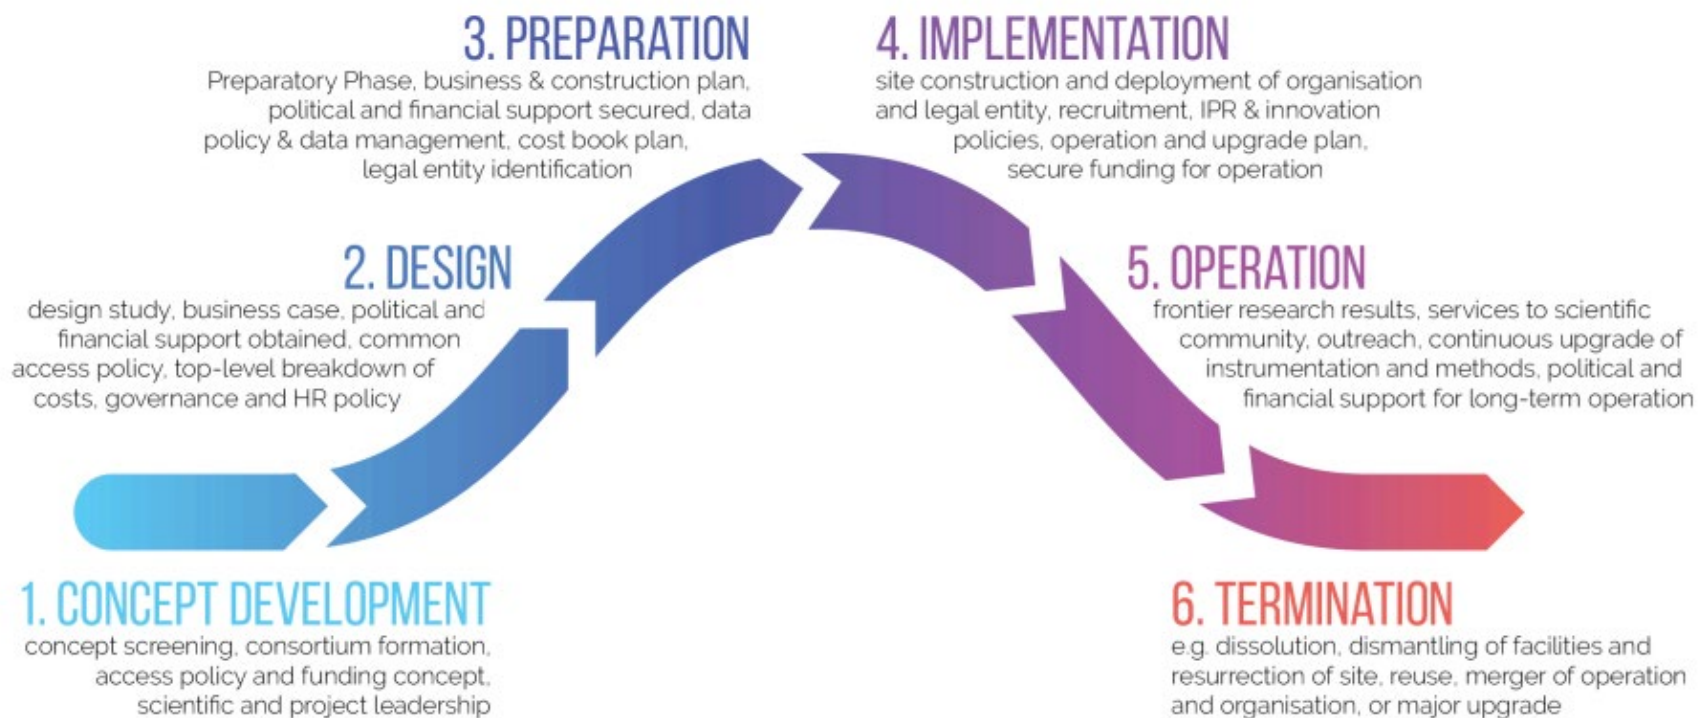 3. PREPARATION
Preparatory Phase, business & construction plan,
political and financial support secured, data
policy & data management, cost book plan,
legal entity identification
4. IMPLEMENTATION
site construction and deployment of organisation
and legal entity, recruitment, IPR & innovation
policies, operation and upgrade plan,
secure funding for operation
2. DESIGN
design study, business case, political and
financial support obtained, common
access policy, top-level breakdown of
costs, governance and HR policy
5. OPERATION
frontier research results, services to scientific
community, outreach, continuous upgrade of
instrumentation and methods, political and
financial support for long-term operation
1. CONCEPT DEVELOPMENT
concept screening, consortium formation,
access policy and funding concept,
scientific and project leadership
6. TERMINATION
e.g. dissolution, dismantling of facilities and
resurrection of site, reuse, merger of operation
and organisation, or major upgrade